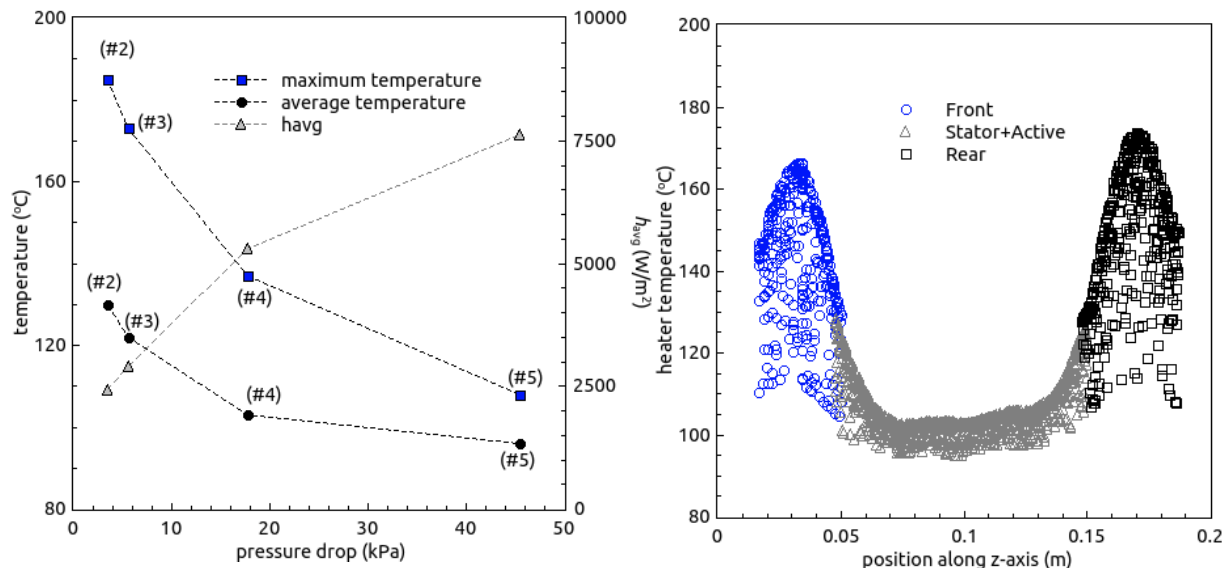 200
180
160
140
120
100
80
temperature (°C)
(#2)
(#3)
(#4)
(#5)
(#2)
(#3)
(#4)
(#5)
maximum temperature
average temperature
havg
10000
7500
5000
2500
0
havg (W/m²)
0 10 20 30 40 50
pressure drop (kPa)
200
180
160
140
120
100
80
heater temperature (°C)
Front
Stator+Active
Rear
0 0.05 0.1 0.15 0.2
position along z-axis (m)